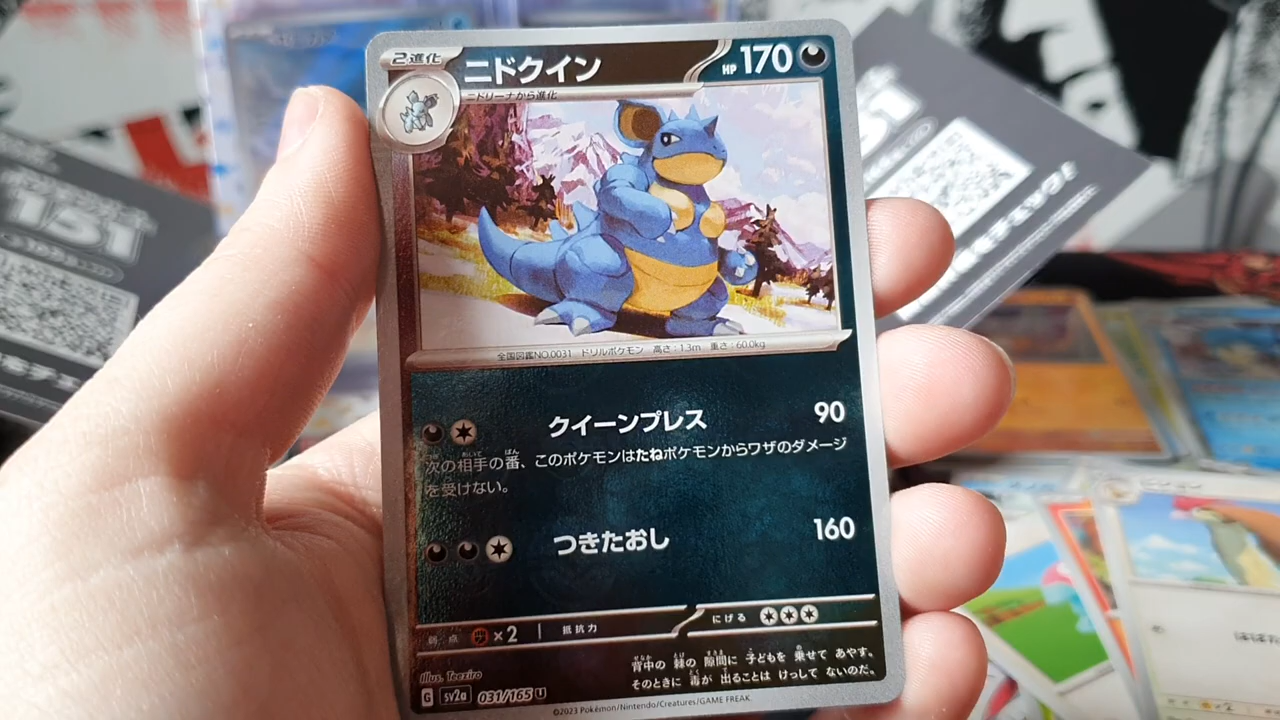 2進化
ニドクイン
HP 170
ニドリーナから進化
全国図鑑NO.0031 ドリルポケモン 高さ:1.3m 重さ:60.0kg
クイーンプレス 90
次の相手の番、このポケモンはたねポケモンからワザのダメージ
を受けない。
つきたおし 160
弱点 ×2 抵抗力 にげる
背中の 棘の 隙間に 子どもを 乗せて あやす。
そのときに 毒が 出ることは けっして ないのだ。
Illus. Teeziro
G sv2a 031/165 U
©2023 Pokémon/Nintendo/Creatures/GAME FREAK.
151